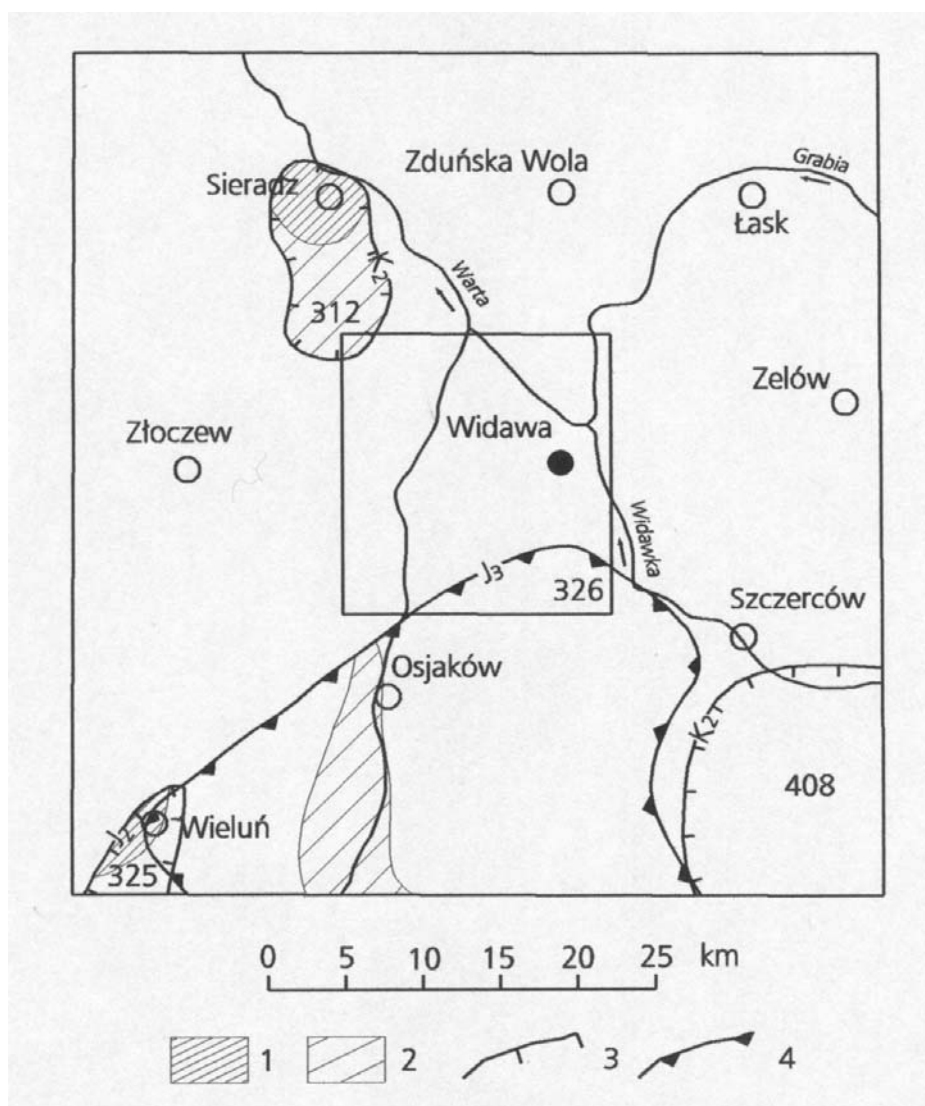 Zduńska Wola
Grabia
Sieradz
Łask
K2
Warta
312
Zelów
Widawa
Złoczew
Widawka
J3
326
Szczerców
Osjaków
K2
408
Wieluń
J2
325
0 5 10 15 20 25 km
1 2 3 4